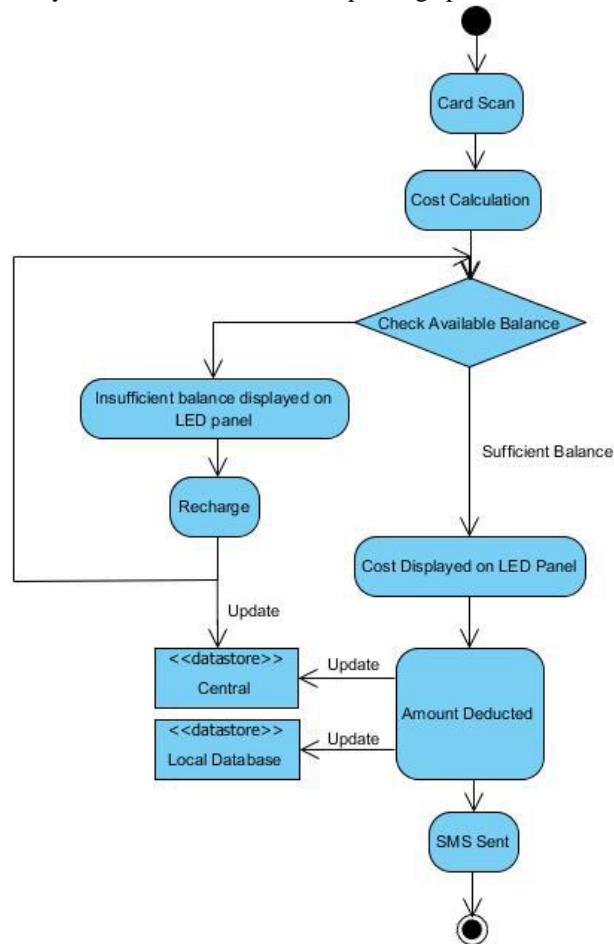 Card Scan
Cost Calculation
Check Available Balance
Insufficient balance displayed on
LED panel
Sufficient Balance
Recharge
Cost Displayed on LED Panel
Update
<<datastore>>
Central
Update
Amount Deducted
<<datastore>>
Local Database
Update
SMS Sent